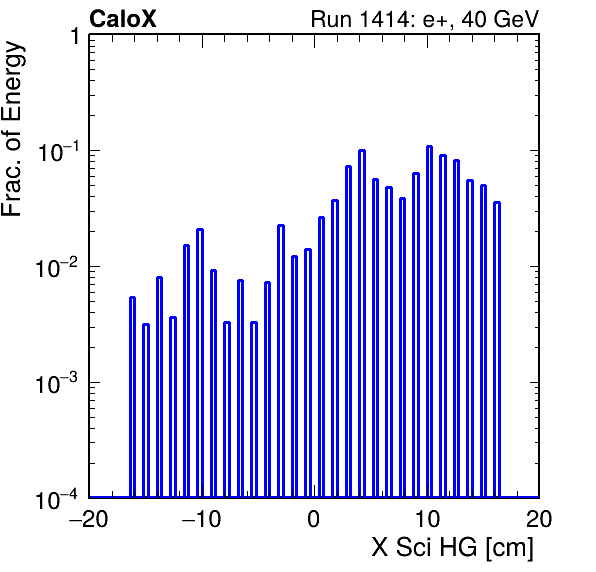 CaloX Run 1414: e+, 40 GeV
Frac. of Energy
1
10⁻¹
10⁻²
10⁻³
10⁻⁴
−20 −10 0 10 20
X Sci HG [cm]